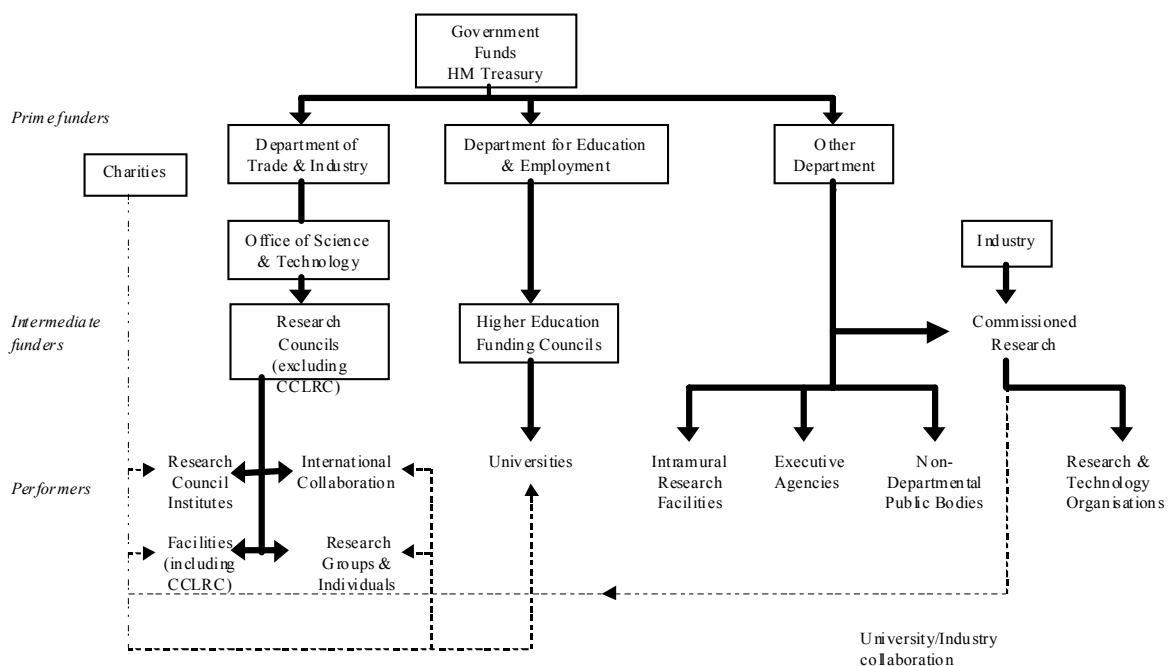 Government
Funds
HM Treasury
Prime funders
Department of
Trade & Industry
Department for Education
& Employment
Other
Department
Charities
Office of Science
& Technology
Industry
Intermediate
funders
Research
Councils
(excluding
CCLRC)
Higher Education
Funding Councils
Commissioned
Research
Performers
Research
Council
Institutes
International
Collaboration
Universities
Intramural
Research
Facilities
Executive
Agencies
Non-
Departmental
Public Bodies
Research &
Technology
Organisations
Facilities
(including
CCLRC)
Research
Groups &
Individuals
University/Industry
collaboration